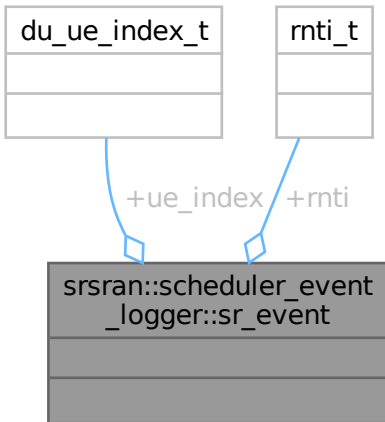 du_ue_index_t
rnti_t
+ue_index
+rnti
srsran::scheduler_event
_logger::sr_event